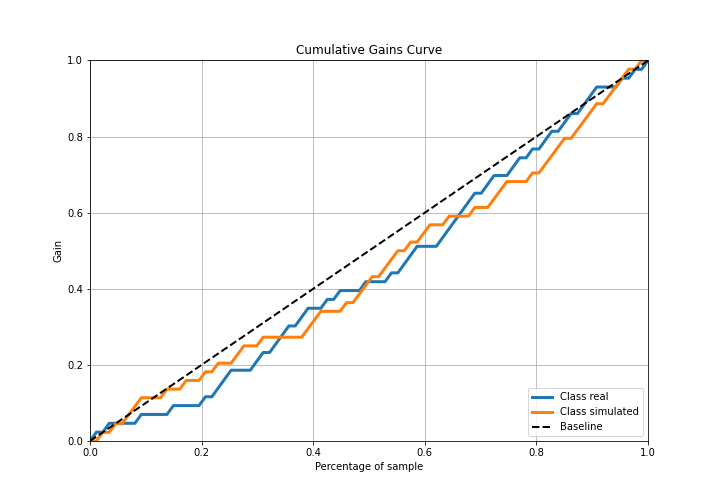 Cumulative Gains Curve
1.0
0.8
0.6
0.4
0.2
0.0
Gain
0.0 0.2 0.4 0.6 0.8 1.0
Percentage of sample
Class real
Class simulated
Baseline